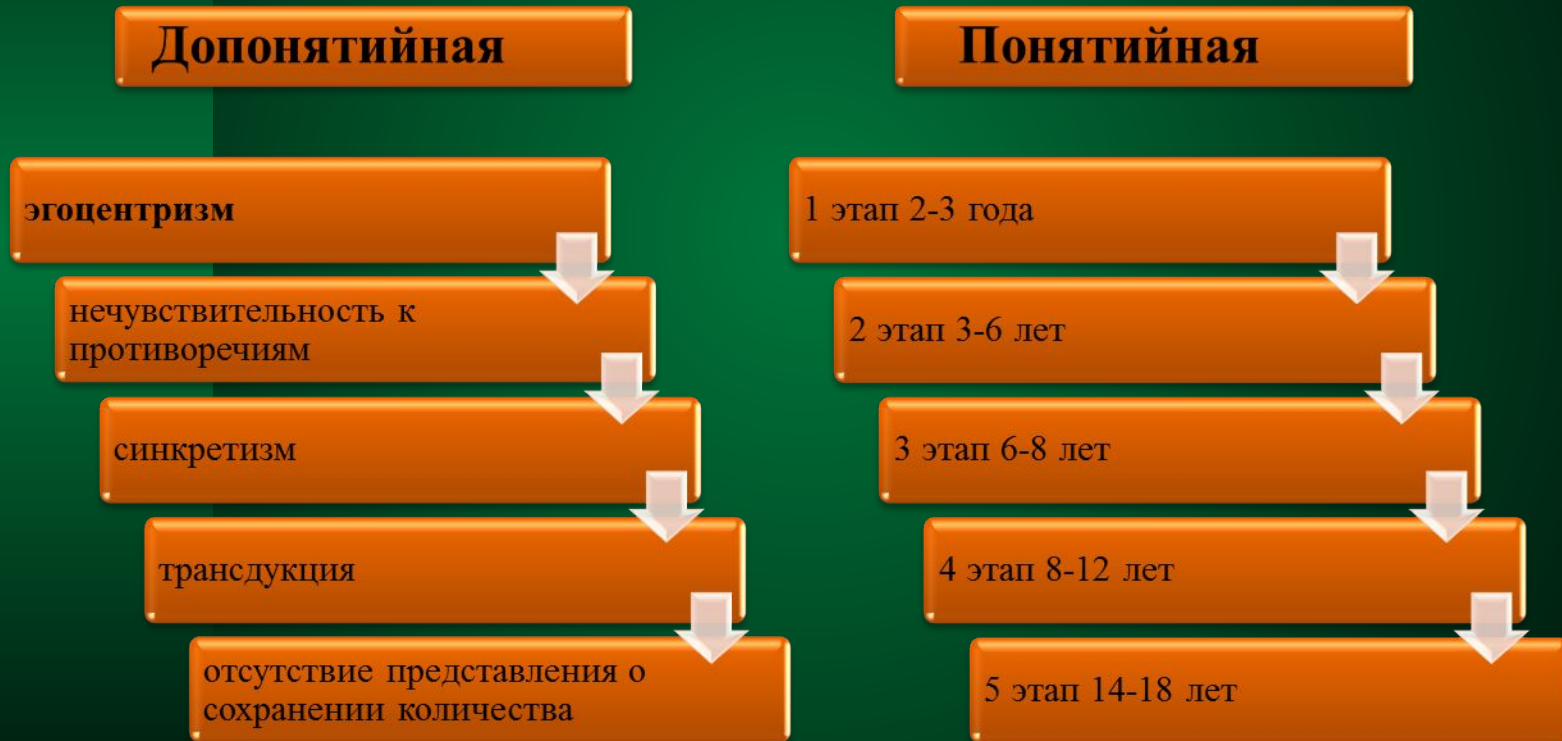 Допонятийная
эгоцентризм
нечувствительность к
противоречиям
синкретизм
трансдукция
отсутствие представления о
сохранении количества
Понятийная
1 этап 2-3 года
2 этап 3-6 лет
3 этап 6-8 лет
4 этап 8-12 лет
5 этап 14-18 лет